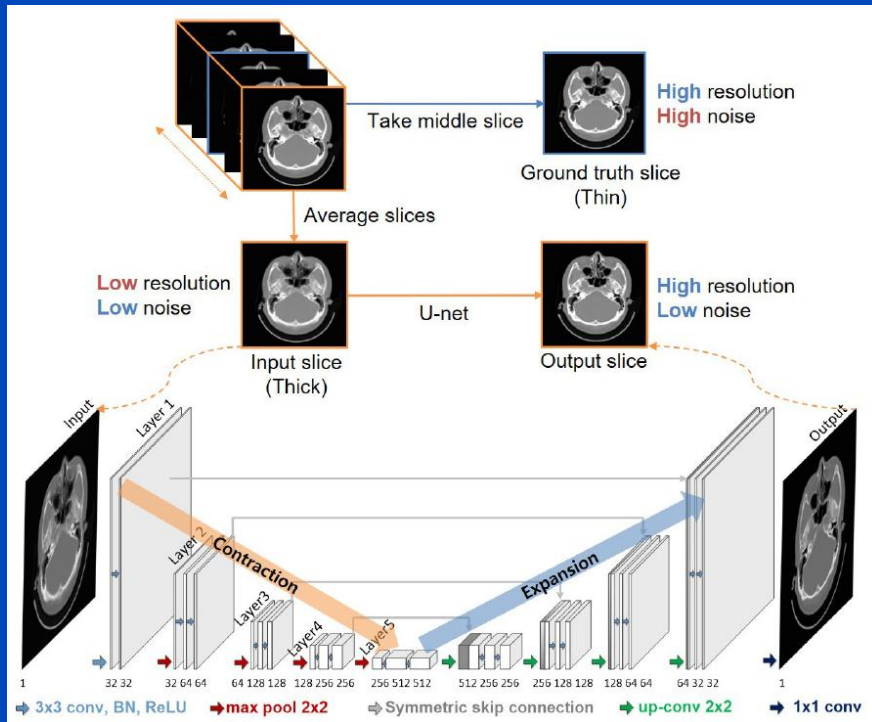 Take middle slice
High resolution
High noise
Ground truth slice
(Thin)
Average slices
Low resolution
Low noise
U-net
High resolution
Low noise
Input slice
(Thick)
Output slice
Input
Layer 1
Layer 2
Layer3
Layer4
Layer5
Contraction
Expansion
Output
1 32 32 32 64 64 64 128 128 128 256 256 256 512 512 512 256 256 256 128 128 128 64 64 64 32 32 1
3x3 conv, BN, ReLU
max pool 2x2
Symmetric skip connection
up-conv 2x2
1x1 conv